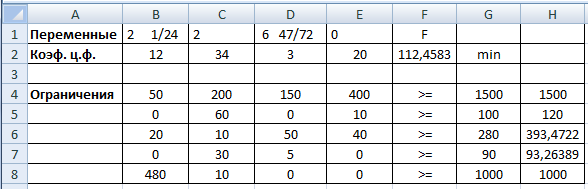 A B C D E F G H
1 Переменные 2 1/24 2 6 47/72 0 F
2 Коэф. ц.ф. 12 34 3 20 112,4583 min
3
4 Ограничения 50 200 150 400 >= 1500 1500
5 0 60 0 10 >= 100 120
6 20 10 50 40 >= 280 393,4722
7 0 30 5 0 >= 90 93,26389
8 480 10 0 0 >= 1000 1000